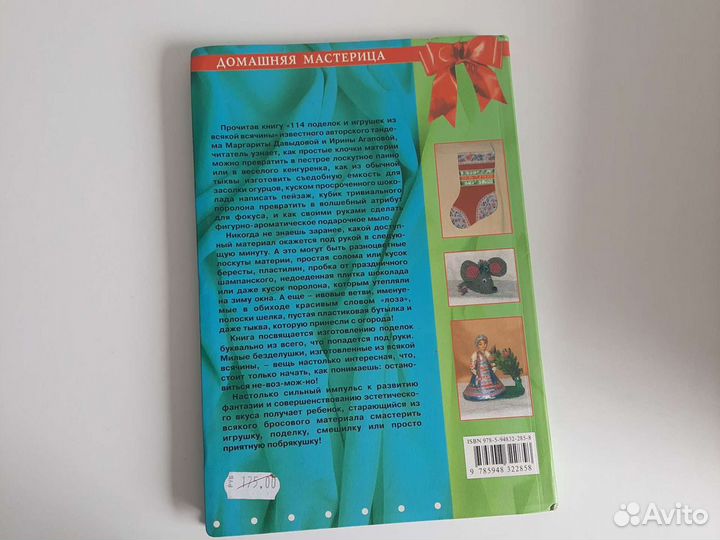 ДОМАШНЯЯ МАСТЕРИЦА
Прочитав книгу «114 поделок и игрушек из
всякой всячины» известного авторского танде-
ма Маргариты Давыдовой и Ирины Агаповой,
читатель узнает, как простые клочки материи
можно превратить в пестрое лоскутное панно
или в веселого кенгуренка, как из обычной
тыквы изготовить съедобную емкость для
засолки огурцов, куском просроченного шоко-
лада написать пейзаж, кубик тривиального
поролона превратить в волшебный атрибут
для фокуса, и как своими руками сделать
фигурно-ароматическое подарочное мыло.
Никогда не знаешь заранее, какой доступ-
ный материал окажется под рукой в следую-
щую минуту. А это могут быть разноцветные
лоскуты материи, простая солома или кусок
бересты, пластилин, пробка от праздничного
шампанского, недоеденная плитка шоколада
или даже кусок поролона, которым утепляли
на зиму окна. А еще – ивовые ветви, именуе-
мые в обиходе красивым словом «лоза»,
полоски шелка, пустая пластиковая бутылка и
даже тыква, которую принесли с огорода!
Книга посвящается изготовлению поделок
буквально из всего, что попадется под руки.
Милые безделушки, изготовленные из всякой
всячины, – вещь настолько интересная, что,
стоит только начать, как понимаешь: остано-
виться не-воз-мож-но!
Настолько сильный импульс к развитию
фантазии и совершенствованию эстетическо-
го вкуса получает ребенок, старающийся из
всякого бросового материала смастерить
игрушку, поделку, смешилку или просто
приятную побрякушку!
РУБ 175.00
ISBN 978-5-94832-285-8
9 785948 322858
Avito